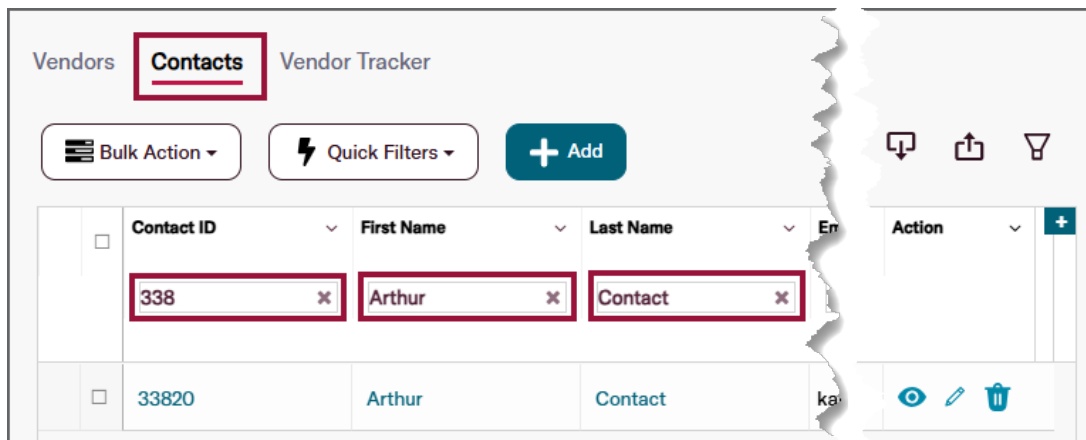 Vendors Contacts Vendor Tracker
Bulk Action Quick Filters Add
Contact ID First Name Last Name Action
338 Arthur Contact
33820 Arthur Contact